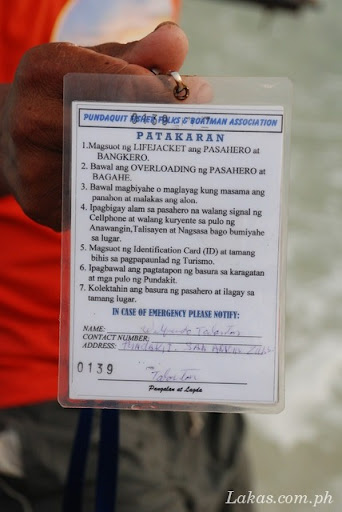 PUNDAQUIT FISHERFOLKS & BOATMAN ASSOCIATION
0139
PATAKARAN
1.Magsuot ng LIFEJACKET ang PASAHERO at
BANGKERO.
2. Bawal ang OVERLOADING ng PASAHERO at
BAGAHE.
3. Bawal magbiyahe o maglayag kung masama ang
panahon at malakas ang alon.
4. Ipagbigay alam sa pasahero na walang signal ng
Cellphone at walang kuryente sa pulo ng
Anawangin,Talisayen at Nagsasa bago bumiyahe
sa lugar.
5. Magsuot ng Identification Card (ID) at tamang
bihis sa pagpapaunlad ng Turismo.
6. Ipagbawal ang pagtatapon ng basura sa karagatan
at mga pulo ng Pundakit.
7. Kolektahin ang basura ng pasahero at ilagay sa
tamang lugar.
IN CASE OF EMERGENCY PLEASE NOTIFY:
NAME:
CONTACT NUMBER:
ADDRESS: PUNDAKIT SAN
0139
Pangalan at Lagda
Lakas.com.ph